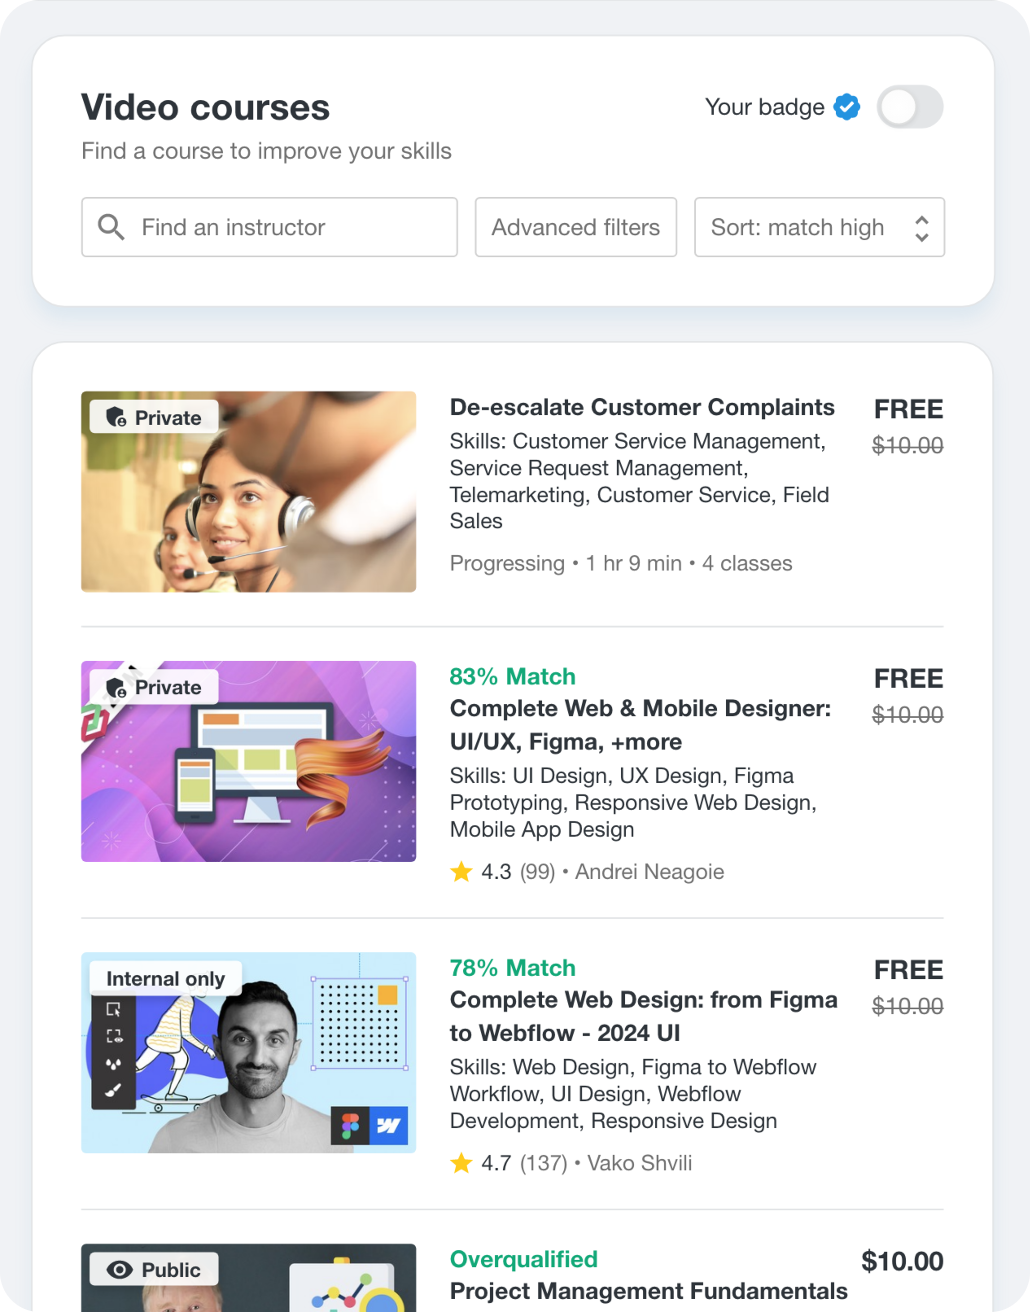 Video courses
Your badge
Find a course to improve your skills
Find an instructor
Advanced filters
Sort: match high
Private
De-escalate Customer Complaints
FREE
$10.00
Skills: Customer Service Management,
Service Request Management,
Telemarketing, Customer Service, Field
Sales
Progressing • 1 hr 9 min • 4 classes
Private
83% Match
FREE
Complete Web & Mobile Designer:
$10.00
UI/UX, Figma, +more
Skills: UI Design, UX Design, Figma
Prototyping, Responsive Web Design,
Mobile App Design
4.3 (99) • Andrei Neagoie
Internal only
78% Match
FREE
Complete Web Design: from Figma
$10.00
to Webflow - 2024 UI
Skills: Web Design, Figma to Webflow
Workflow, UI Design, Webflow
Development, Responsive Design
4.7 (137) • Vako Shvili
Public
Overqualified
$10.00
Project Management Fundamentals